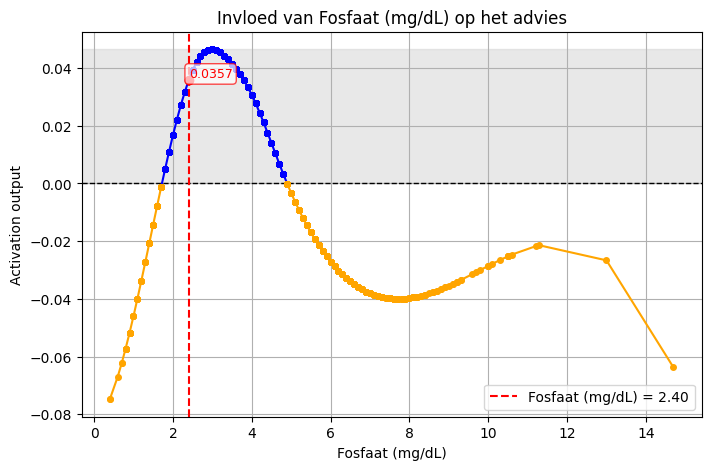 Invloed van Fosfaat (mg/dL) op het advies
Activation output
0.04
0.02
0.00
−0.02
−0.04
−0.06
−0.08
0.0357
Fosfaat (mg/dL) = 2.40
0 2 4 6 8 10 12 14
Fosfaat (mg/dL)